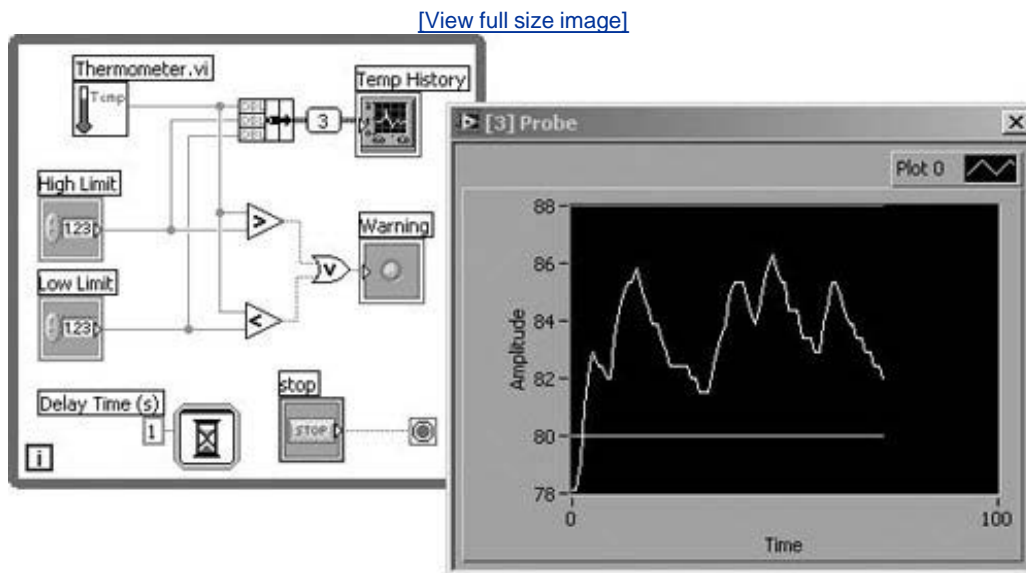 [View full size image]
Thermometer.vi
Temp
Temp History
3
High Limit
1.23
Warning
Low Limit
1.23
Delay Time (s)
1
stop
STOP
i
[3] Probe
Plot 0
88
86
84
82
80
78
Amplitude
0
100
Time